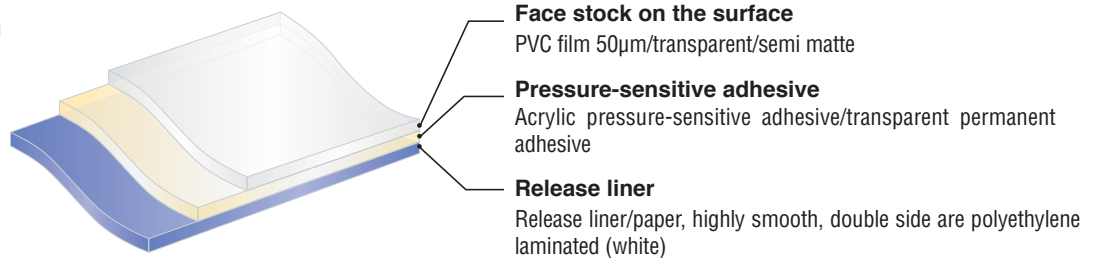 Face stock on the surface
PVC film 50μm/transparent/semi matte
Pressure-sensitive adhesive
Acrylic pressure-sensitive adhesive/transparent permanent
adhesive
Release liner
Release liner/paper, highly smooth, double side are polyethylene
laminated (white)